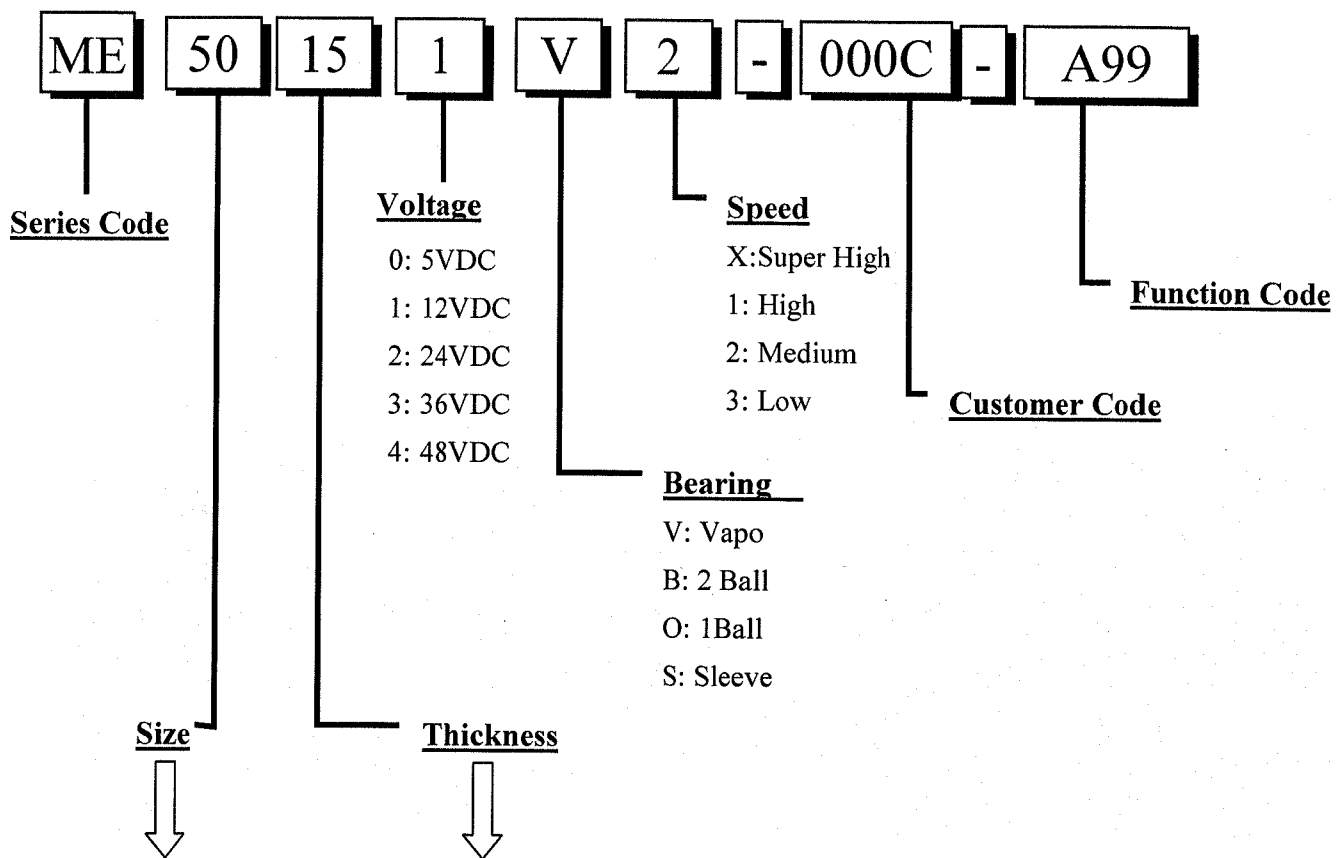 ME 50 15 1 V 2 - 000C - A99
Series Code
Voltage
0: 5VDC
1: 12VDC
2: 24VDC
3: 36VDC
4: 48VDC
Speed
X:Super High
1: High
2: Medium
3: Low
Function Code
Customer Code
Bearing
V: Vapo
B: 2 Ball
O: 1Ball
S: Sleeve
Size
Thickness